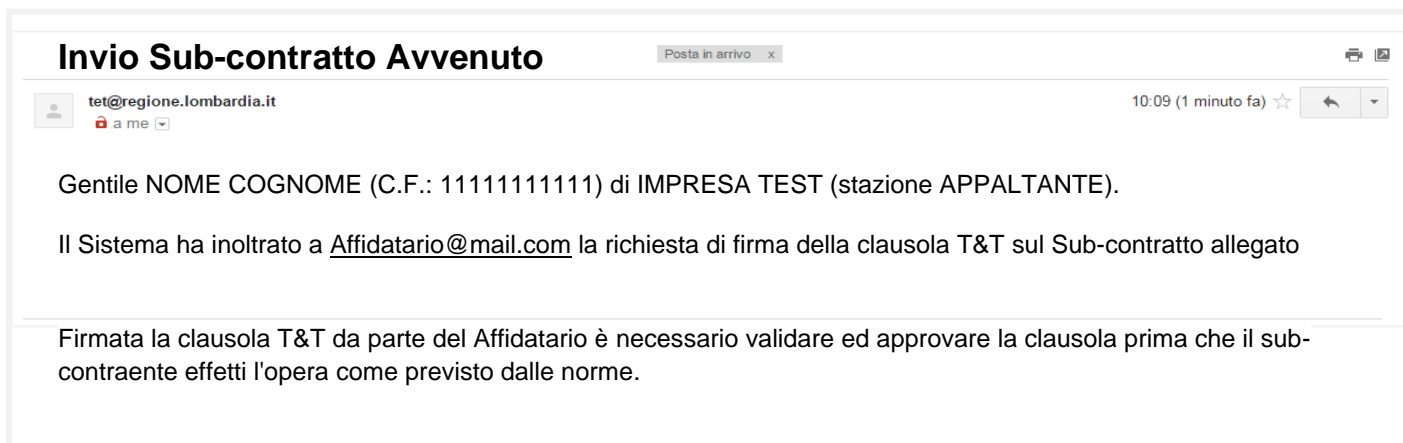 Invio Sub-contratto Avvenuto
Posta in arrivo x
tet@regione.lombardia.it
10:09 (1 minuto fa)
a me
Gentile NOME COGNOME (C.F.: 11111111111) di IMPRESA TEST (stazione APPALTANTE).
Il Sistema ha inoltrato a Affidatario@mail.com la richiesta di firma della clausola T&T sul Sub-contratto allegato
Firmata la clausola T&T da parte del Affidatario è necessario validare ed approvare la clausola prima che il sub-
contraente effetti l'opera come previsto dalle norme.